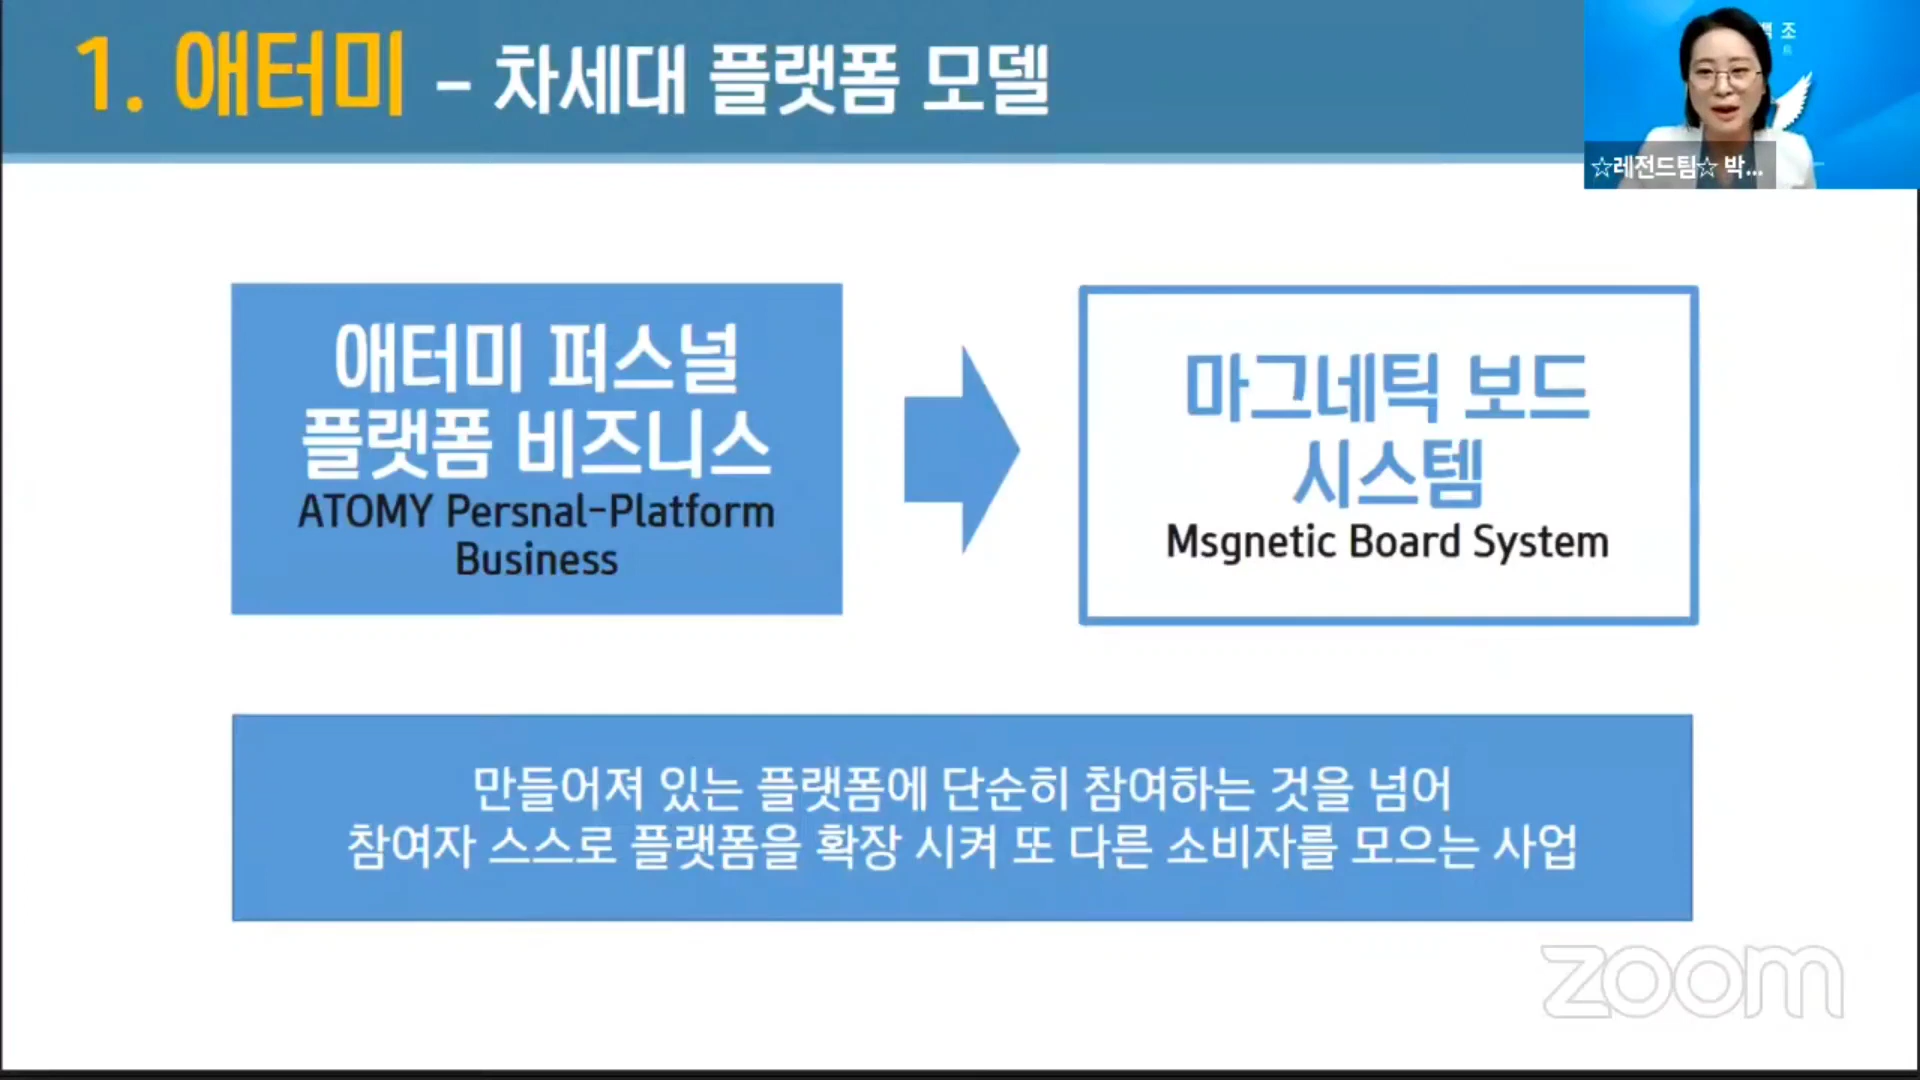 1. 애터미 - 차세대 플랫폼 모델
백 조
☆레전드팀☆ 박...
애터미 퍼스널
플랫폼 비즈니스
ATOMY Persnal-Platform
Business
마그네틱 보드
시스템
Msgnetic Board System
만들어져 있는 플랫폼에 단순히 참여하는 것을 넘어
참여자 스스로 플랫폼을 확장 시켜 또 다른 소비자를 모으는 사업
zoom